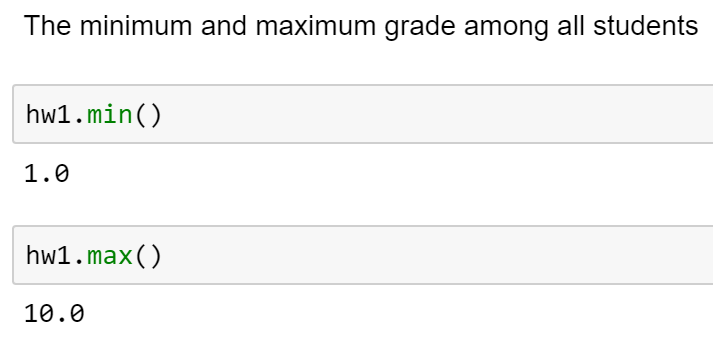 The minimum and maximum grade among all students
hw1.min()
1.0
hw1.max()
10.0